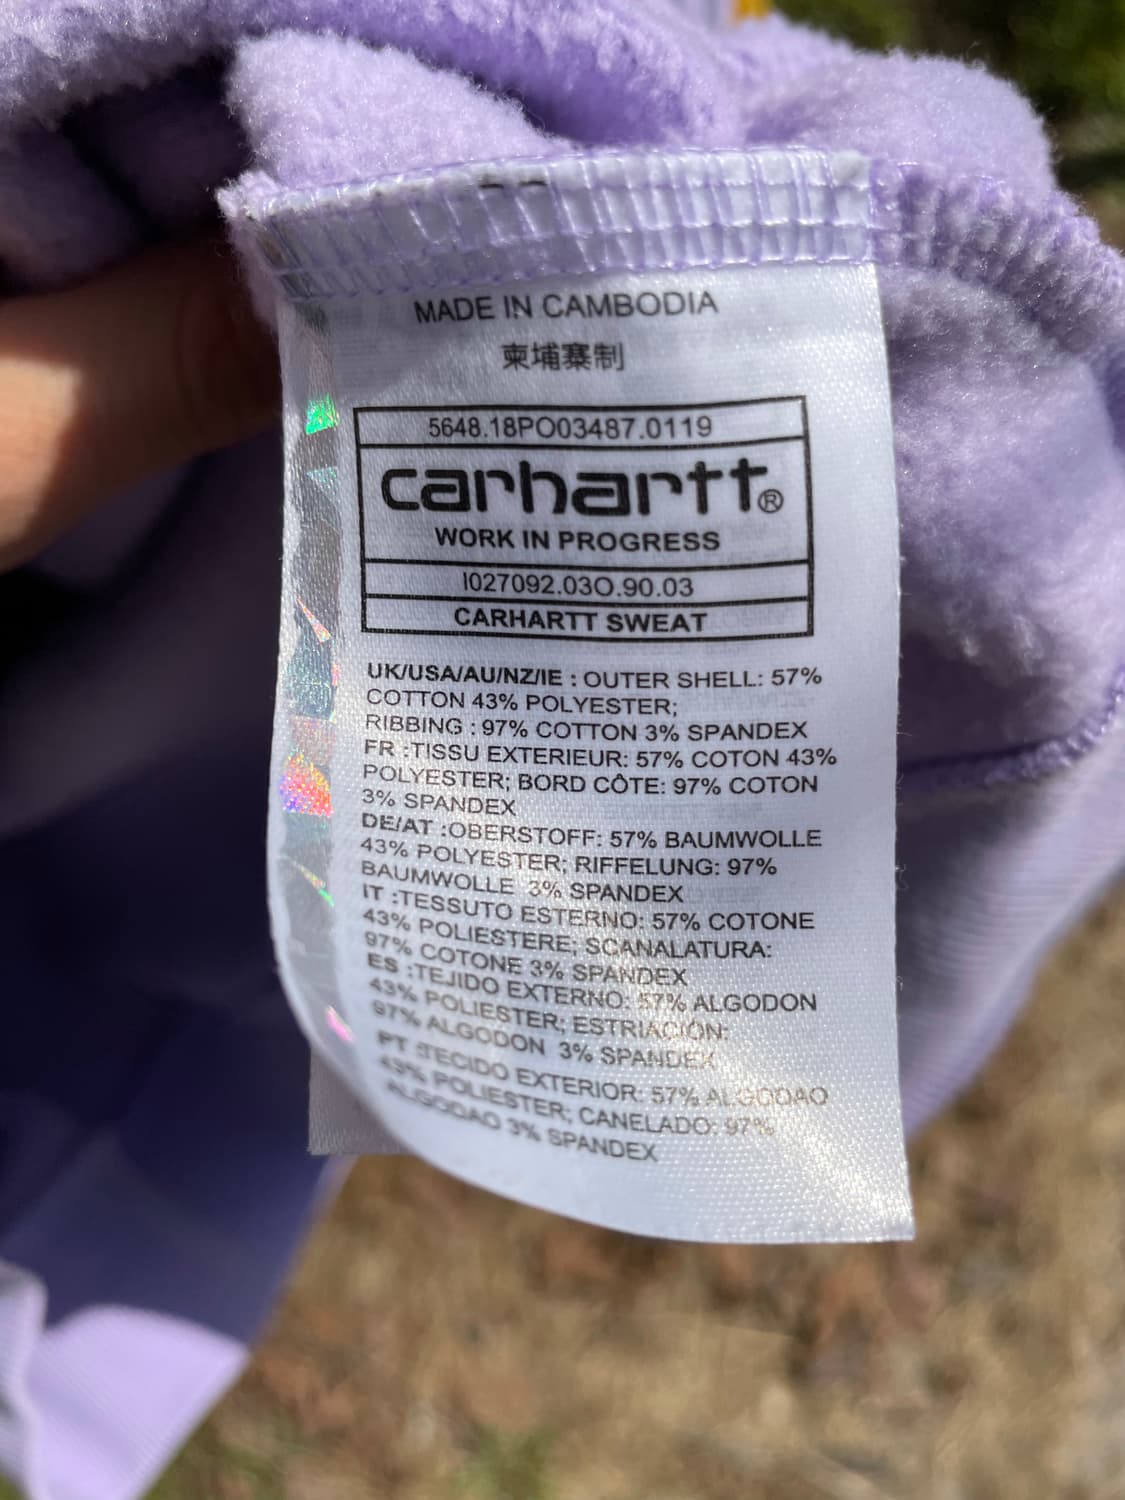 MADE IN CAMBODIA
柬埔寨制
5648.18PO03487.0119
carhartt®
WORK IN PROGRESS
I027092.03O.90.03
CARHARTT SWEAT
UK/USA/AU/NZ/IE : OUTER SHELL: 57%
COTTON 43% POLYESTER;
RIBBING : 97% COTTON 3% SPANDEX
FR :TISSU EXTERIEUR: 57% COTON 43%
POLYESTER; BORD CÔTE: 97% COTON
3% SPANDEX
DE/AT :OBERSTOFF: 57% BAUMWOLLE
43% POLYESTER; RIFFELUNG: 97%
BAUMWOLLE 3% SPANDEX
IT :TESSUTO ESTERNO: 57% COTONE
43% POLIESTERE; SCANALATURA:
97% COTONE 3% SPANDEX
ES :TEJIDO EXTERNO: 57% ALGODON
43% POLIESTER; ESTRIACIÓN:
97% ALGODON 3% SPANDEX
PT :TECIDO EXTERIOR: 57% ALGODAO
43% POLIESTER; CANELADO: 97%
ALGODAO 3% SPANDEX